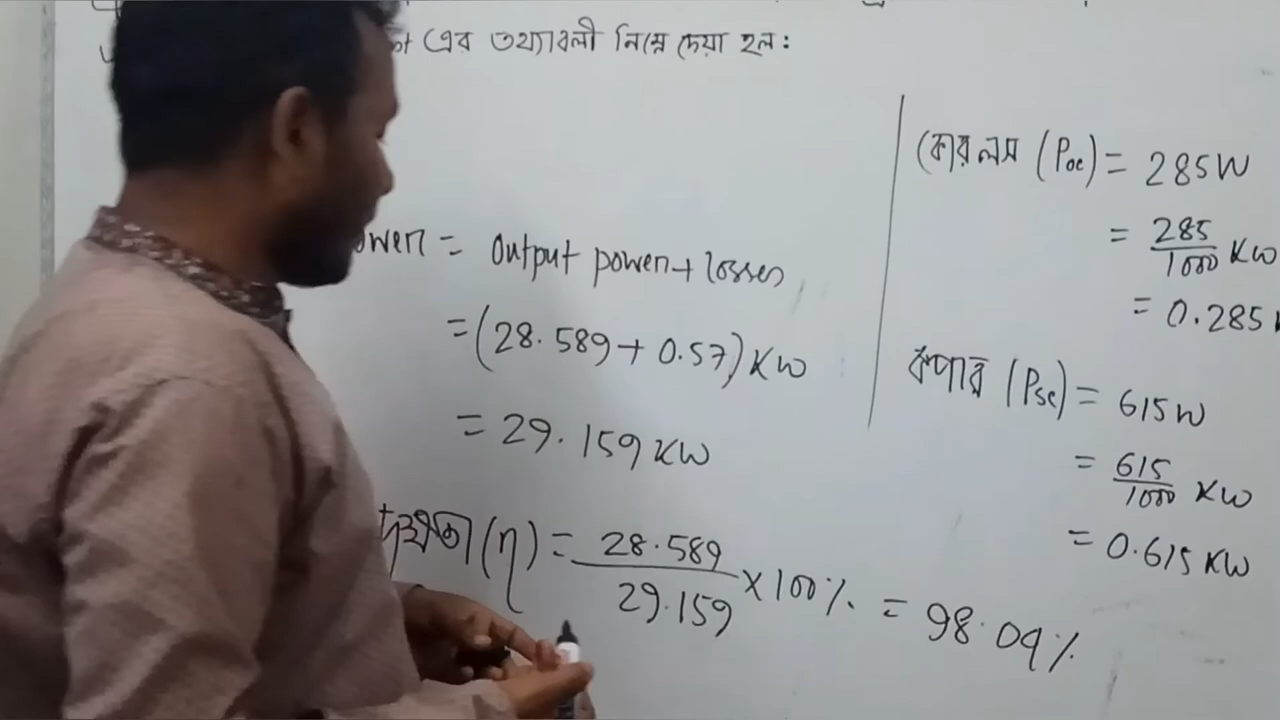 এর তথ্যাবলী নিম্নে দেয়া হল :
= Output power + losses
= (28.589 + 0.57) KW
= 29.159 KW
দক্ষতা (η) = 28.589 / 29.159 × 100% = 98.04%
কোর লস (Poc) = 285W
= 285 / 1000 KW
= 0.285
কপার (Psc) = 615W
= 615 / 1000 KW
= 0.615 KW